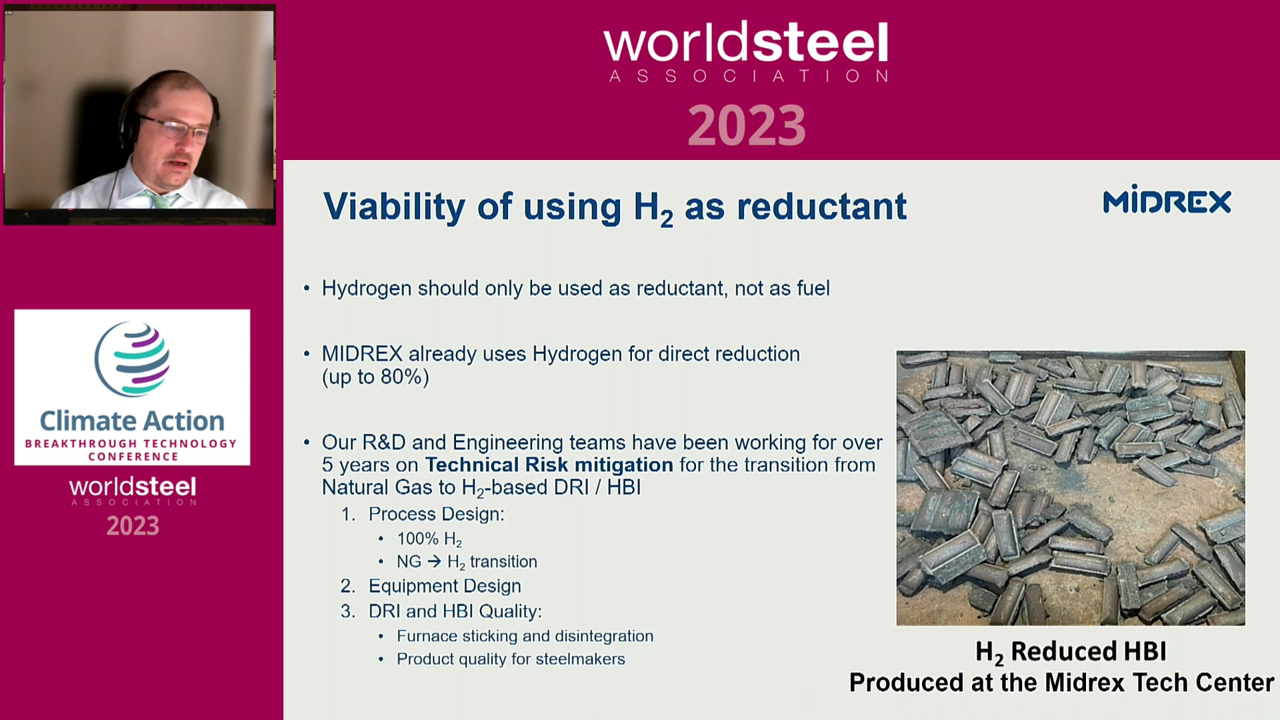 worldsteel
ASSOCIATION
2023
Climate Action
BREAKTHROUGH TECHNOLOGY
CONFERENCE
worldsteel
ASSOCIATION
2023
Viability of using H₂ as reductant
MIDREX
• Hydrogen should only be used as reductant, not as fuel
• MIDREX already uses Hydrogen for direct reduction
(up to 80%)
• Our R&D and Engineering teams have been working for over
5 years on Technical Risk mitigation for the transition from
Natural Gas to H₂-based DRI / HBI
1. Process Design:
• 100% H₂
• NG → H₂ transition
2. Equipment Design
3. DRI and HBI Quality:
• Furnace sticking and disintegration
• Product quality for steelmakers
H₂ Reduced HBI
Produced at the Midrex Tech Center